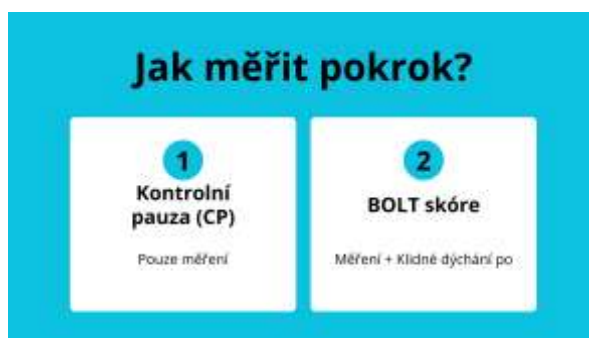 Jak měřit pokrok?
1
Kontrolní
pauza (CP)
Pouze měření
2
BOLT skóre
Měření + Klidné dýchání po